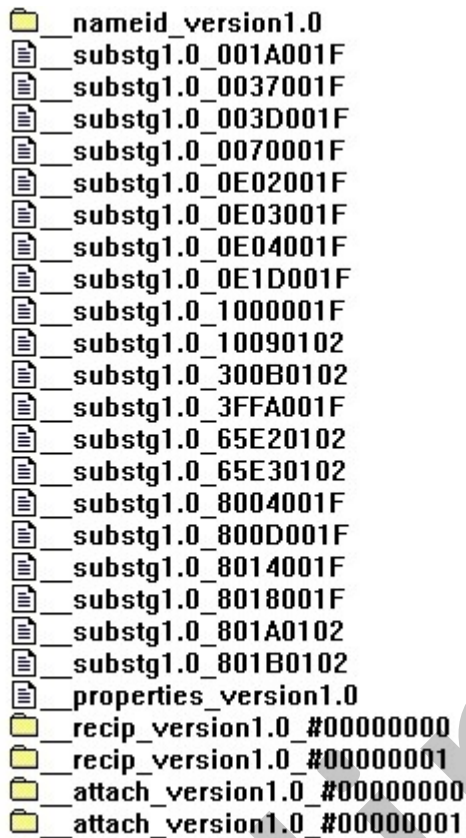 __nameid_version1.0
__substg1.0_001A001F
__substg1.0_0037001F
__substg1.0_003D001F
__substg1.0_0070001F
__substg1.0_0E02001F
__substg1.0_0E03001F
__substg1.0_0E04001F
__substg1.0_0E1D001F
__substg1.0_1000001F
__substg1.0_10090102
__substg1.0_300B0102
__substg1.0_3FFA001F
__substg1.0_65E20102
__substg1.0_65E30102
__substg1.0_8004001F
__substg1.0_800D001F
__substg1.0_8014001F
__substg1.0_8018001F
__substg1.0_801A0102
__substg1.0_801B0102
__properties_version1.0
__recip_version1.0_#00000000
__recip_version1.0_#00000001
__attach_version1.0_#00000000
__attach_version1.0_#00000001